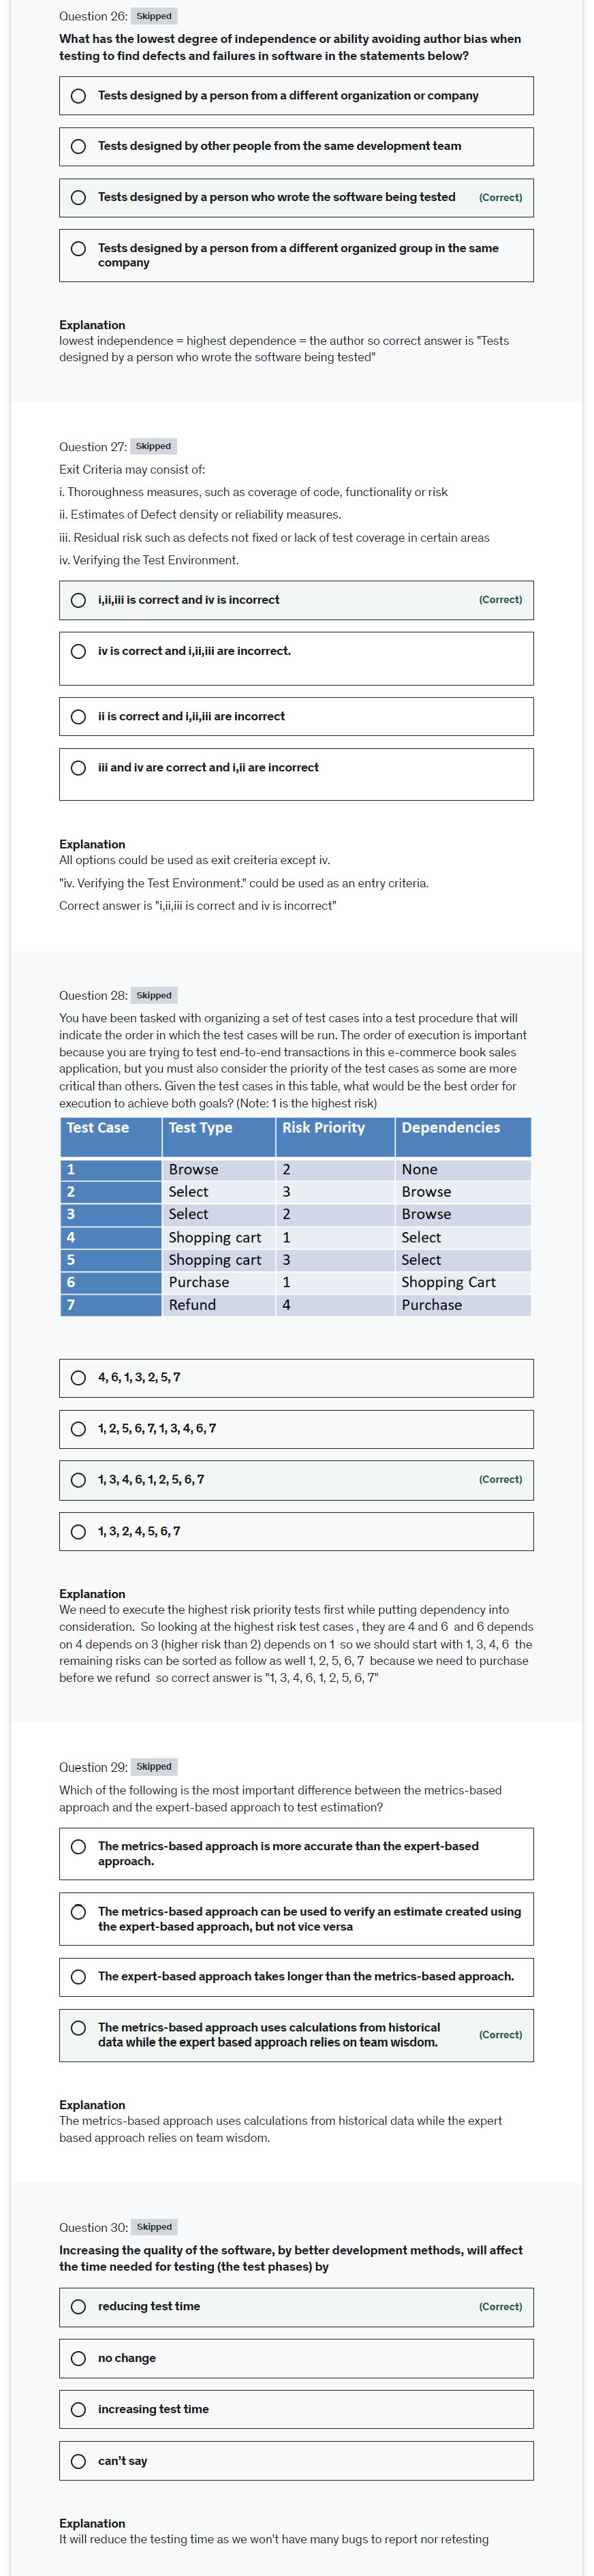 Question 26: Skipped
What has the lowest degree of independence or ability avoiding author bias when
testing to find defects and failures in software in the statements below?
Tests designed by a person from a different organization or company
Tests designed by other people from the same development team
Tests designed by a person who wrote the software being tested (Correct)
Tests designed by a person from a different organized group in the same
company
Explanation
lowest independence = highest dependence = the author so correct answer is "Tests
designed by a person who wrote the software being tested"
Question 27: Skipped
Exit Criteria may consist of:
i. Thoroughness measures, such as coverage of code, functionality or risk
ii. Estimates of Defect density or reliability measures.
iii. Residual risk such as defects not fixed or lack of test coverage in certain areas
iv. Verifying the Test Environment.
i,ii,iii is correct and iv is incorrect (Correct)
iv is correct and i,ii,iii are incorrect.
ii is correct and i,ii,iii are incorrect
iii and iv are correct and i,ii are incorrect
Explanation
All options could be used as exit creiteria except iv.
"iv. Verifying the Test Environment." could be used as an entry criteria.
Correct answer is "i,ii,iii is correct and iv is incorrect"
Question 28: Skipped
You have been tasked with organizing a set of test cases into a test procedure that will
indicate the order in which the test cases will be run. The order of execution is important
because you are trying to test end-to-end transactions in this e-commerce book sales
application, but you must also consider the priority of the test cases as some are more
critical than others. Given the test cases in this table, what would be the best order for
execution to achieve both goals? (Note: 1 is the highest risk)
Test Case Test Type Risk Priority Dependencies
1 Browse 2 None
2 Select 3 Browse
3 Select 2 Browse
4 Shopping cart 1 Select
5 Shopping cart 3 Select
6 Purchase 1 Shopping Cart
7 Refund 4 Purchase
4, 6, 1, 3, 2, 5, 7
1, 2, 5, 6, 7, 1, 3, 4, 6, 7
1, 3, 4, 6, 1, 2, 5, 6, 7 (Correct)
1, 3, 2, 4, 5, 6, 7
Explanation
We need to execute the highest risk priority tests first while putting dependency into
consideration. So looking at the highest risk test cases , they are 4 and 6 and 6 depends
on 4 depends on 3 (higher risk than 2) depends on 1 so we should start with 1, 3, 4, 6 the
remaining risks can be sorted as follow as well 1, 2, 5, 6, 7 because we need to purchase
before we refund so correct answer is "1, 3, 4, 6, 1, 2, 5, 6, 7"
Question 29: Skipped
Which of the following is the most important difference between the metrics-based
approach and the expert-based approach to test estimation?
The metrics-based approach is more accurate than the expert-based
approach.
The metrics-based approach can be used to verify an estimate created using
the expert-based approach, but not vice versa
The expert-based approach takes longer than the metrics-based approach.
The metrics-based approach uses calculations from historical
data while the expert based approach relies on team wisdom. (Correct)
Explanation
The metrics-based approach uses calculations from historical data while the expert
based approach relies on team wisdom.
Question 30: Skipped
Increasing the quality of the software, by better development methods, will affect
the time needed for testing (the test phases) by
reducing test time (Correct)
no change
increasing test time
can't say
Explanation
It will reduce the testing time as we won't have many bugs to report nor retesting